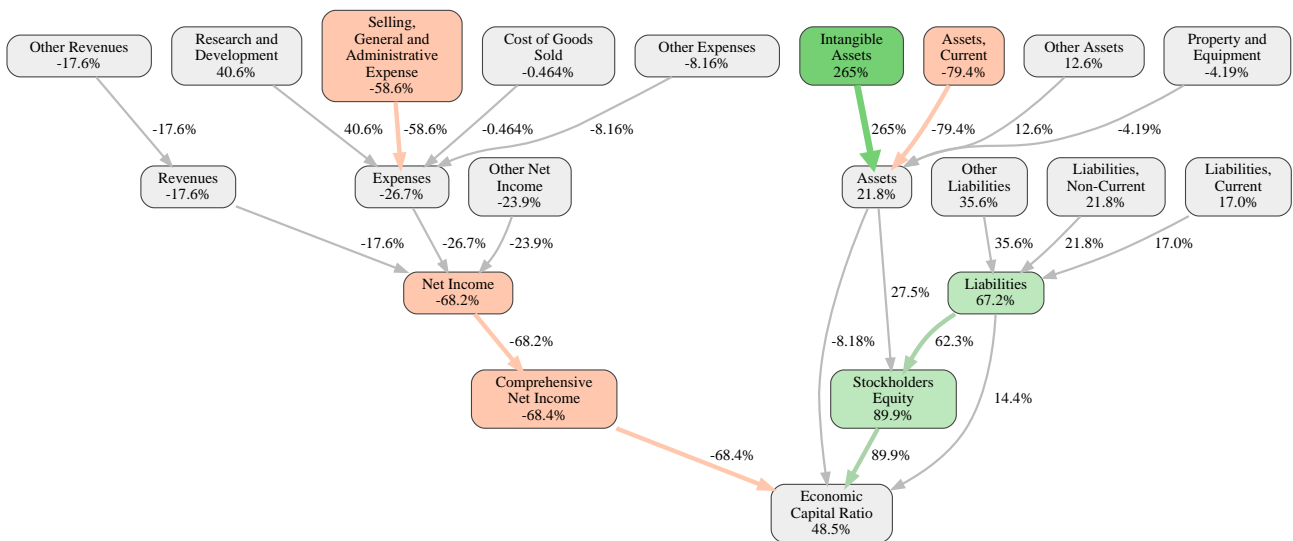 Other Revenues
-17.6%
Research and
Development
40.6%
Selling,
General and
Administrative
Expense
-58.6%
Cost of Goods
Sold
-0.464%
Other Expenses
-8.16%
Intangible
Assets
265%
Assets,
Current
-79.4%
Other Assets
12.6%
Property and
Equipment
-4.19%
-17.6%
40.6%
-58.6%
-0.464%
-8.16%
265%
-79.4%
12.6%
-4.19%
Revenues
-17.6%
Expenses
-26.7%
Other Net
Income
-23.9%
Assets
21.8%
Other
Liabilities
35.6%
Liabilities,
Non-Current
21.8%
Liabilities,
Current
17.0%
-17.6%
-26.7%
-23.9%
35.6%
21.8%
17.0%
Net Income
-68.2%
27.5%
Liabilities
67.2%
-68.2%
-8.18%
62.3%
Comprehensive
Net Income
-68.4%
Stockholders
Equity
89.9%
14.4%
-68.4%
89.9%
Economic
Capital Ratio
48.5%